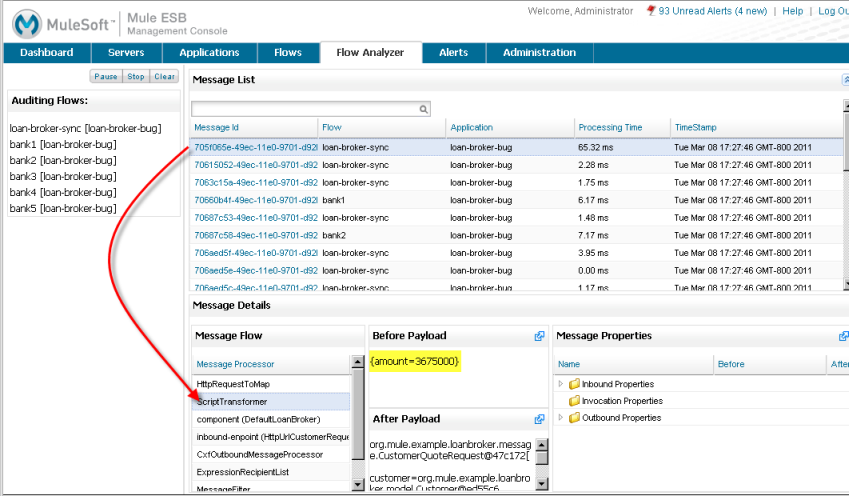 Welcome, Administrator | 93 Unread Alerts (4 new) | Help | Log Ou
MuleSoft™ Mule ESB
Management Console
Dashboard Servers Applications Flows Flow Analyzer Alerts Administration
Pause Stop Clear
Auditing Flows:
loan-broker-sync [loan-broker-bug]
bank1 [loan-broker-bug]
bank2 [loan-broker-bug]
bank3 [loan-broker-bug]
bank4 [loan-broker-bug]
bank5 [loan-broker-bug]
Message List
Message Id Flow Application Processing Time TimeStamp
705f065e-49ec-11e0-9701-d92 loan-broker-sync loan-broker-bug 65.32 ms Tue Mar 08 17:27:46 GMT-800 2011
70615052-49ec-11e0-9701-d92 loan-broker-sync loan-broker-bug 2.28 ms Tue Mar 08 17:27:46 GMT-800 2011
7063c15a-49ec-11e0-9701-d92 loan-broker-sync loan-broker-bug 1.75 ms Tue Mar 08 17:27:46 GMT-800 2011
70660b4f-49ec-11e0-9701-d92 bank1 loan-broker-bug 6.17 ms Tue Mar 08 17:27:46 GMT-800 2011
70687c53-49ec-11e0-9701-d92 loan-broker-sync loan-broker-bug 1.48 ms Tue Mar 08 17:27:46 GMT-800 2011
70687c58-49ec-11e0-9701-d92 bank2 loan-broker-bug 7.17 ms Tue Mar 08 17:27:46 GMT-800 2011
706aed5f-49ec-11e0-9701-d92 loan-broker-sync loan-broker-bug 3.95 ms Tue Mar 08 17:27:46 GMT-800 2011
706aed5e-49ec-11e0-9701-d92 loan-broker-sync loan-broker-bug 0.00 ms Tue Mar 08 17:27:46 GMT-800 2011
706aed5c-49ec-11e0-9701-d92 loan-broker-sync loan-broker-bug 1.17 ms Tue Mar 08 17:27:46 GMT-800 2011
Message Details
Message Flow
Message Processor
HttpRequestToMap
ScriptTransformer
component (DefaultLoanBroker)
inbound-enpoint (HttpUrlCustomerReque
CxfOutboundMessageProcessor
ExpressionRecipientList
MessageFilter
Before Payload
{amount=3675000}
After Payload
org.mule.example.loanbroker.messag
e.CustomerQuoteRequest@47c172[
customer=org.mule.example.loanbro
ker.model.Customer@ed55c6
Message Properties
Name Before After
Inbound Properties
Invocation Properties
Outbound Properties